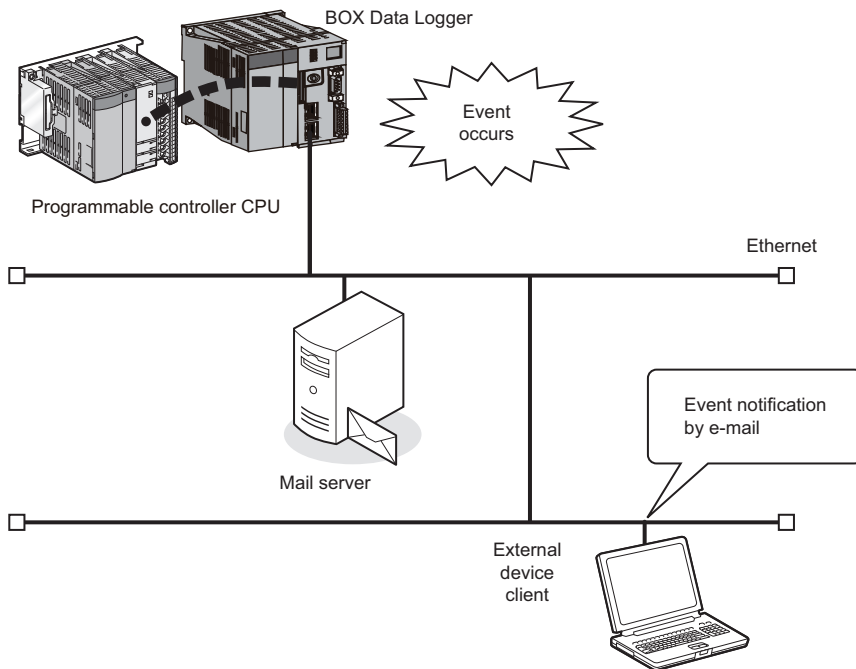 BOX Data Logger
Event
occurs
Programmable controller CPU
Ethernet
Event notification
by e-mail
Mail server
External
device
client